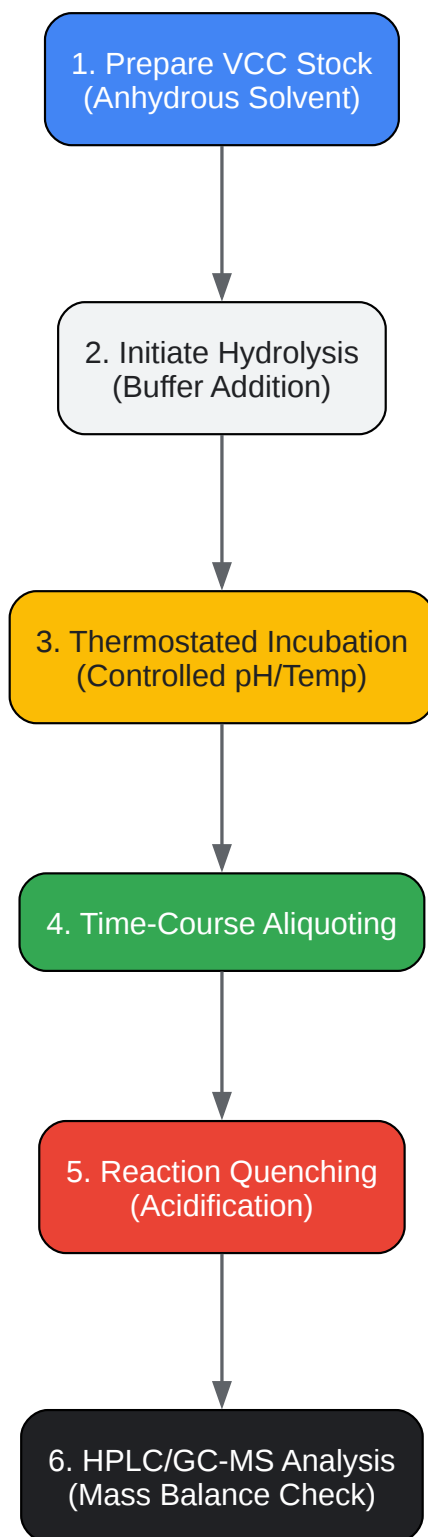 1. Prepare VCC Stock
(Anhydrous Solvent)
2. Initiate Hydrolysis
(Buffer Addition)
3. Thermostated Incubation
(Controlled pH/Temp)
4. Time-Course Aliquoting
5. Reaction Quenching
(Acidification)
6. HPLC/GC-MS Analysis
(Mass Balance Check)